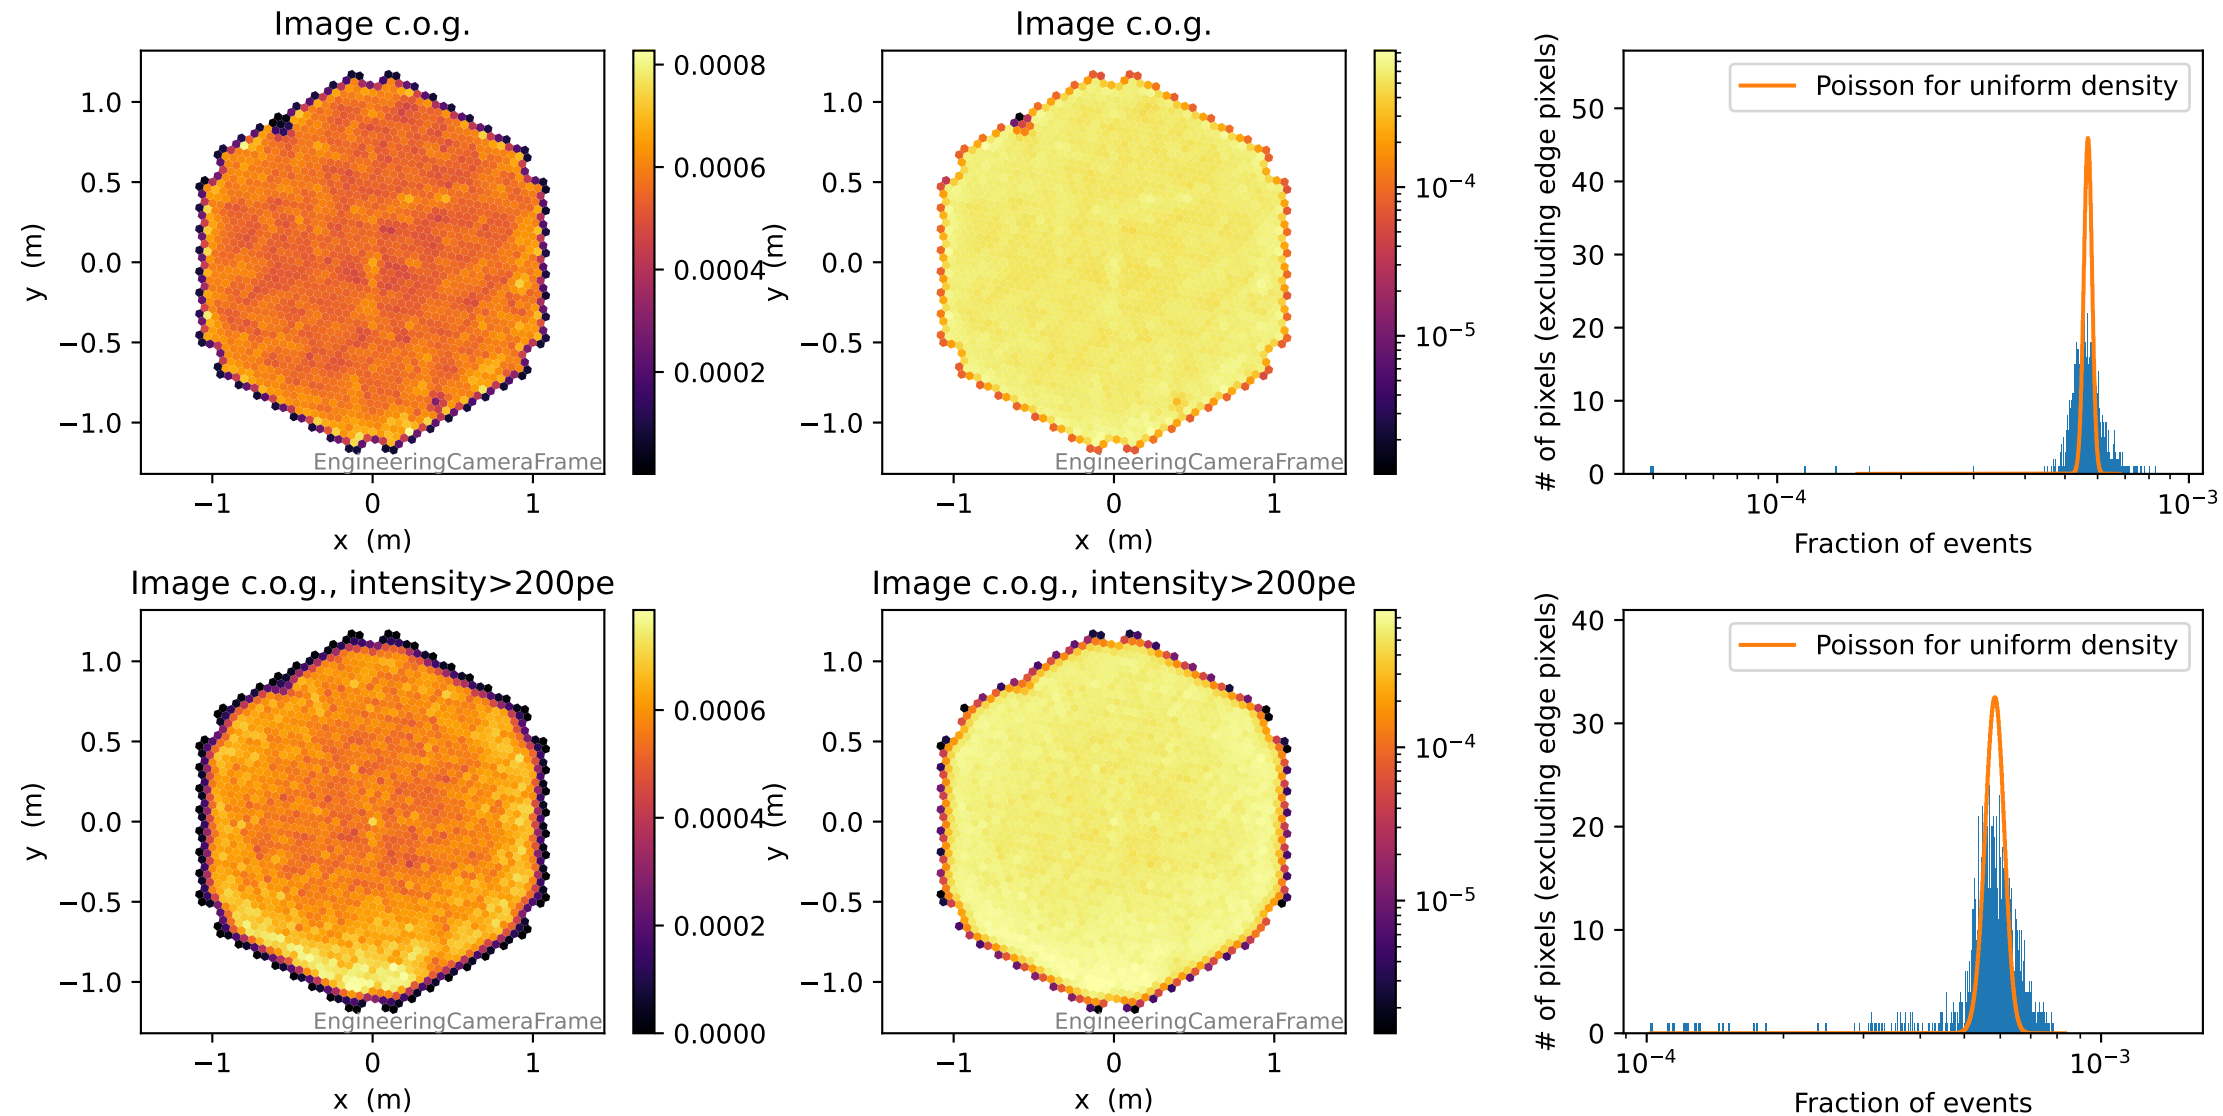 Image c.o.g.
1.0
0.5
0.0
−0.5
−1.0
y (m)
−1 0 1
x (m)
EngineeringCameraFrame
0.0008
0.0006
0.0004
0.0002
Image c.o.g.
1.0
0.5
0.0
−0.5
−1.0
y (m)
−1 0 1
x (m)
EngineeringCameraFrame
10⁻⁴
10⁻⁵
Poisson for uniform density
50
40
30
20
10
0
# of pixels (excluding edge pixels)
10⁻⁴ 10⁻³
Fraction of events
Image c.o.g., intensity>200pe
1.0
0.5
0.0
−0.5
−1.0
y (m)
−1 0 1
x (m)
EngineeringCameraFrame
0.0006
0.0004
0.0002
0.0000
Image c.o.g., intensity>200pe
1.0
0.5
0.0
−0.5
−1.0
y (m)
−1 0 1
x (m)
EngineeringCameraFrame
10⁻⁴
10⁻⁵
Poisson for uniform density
40
30
20
10
0
# of pixels (excluding edge pixels)
10⁻⁴ 10⁻³
Fraction of events